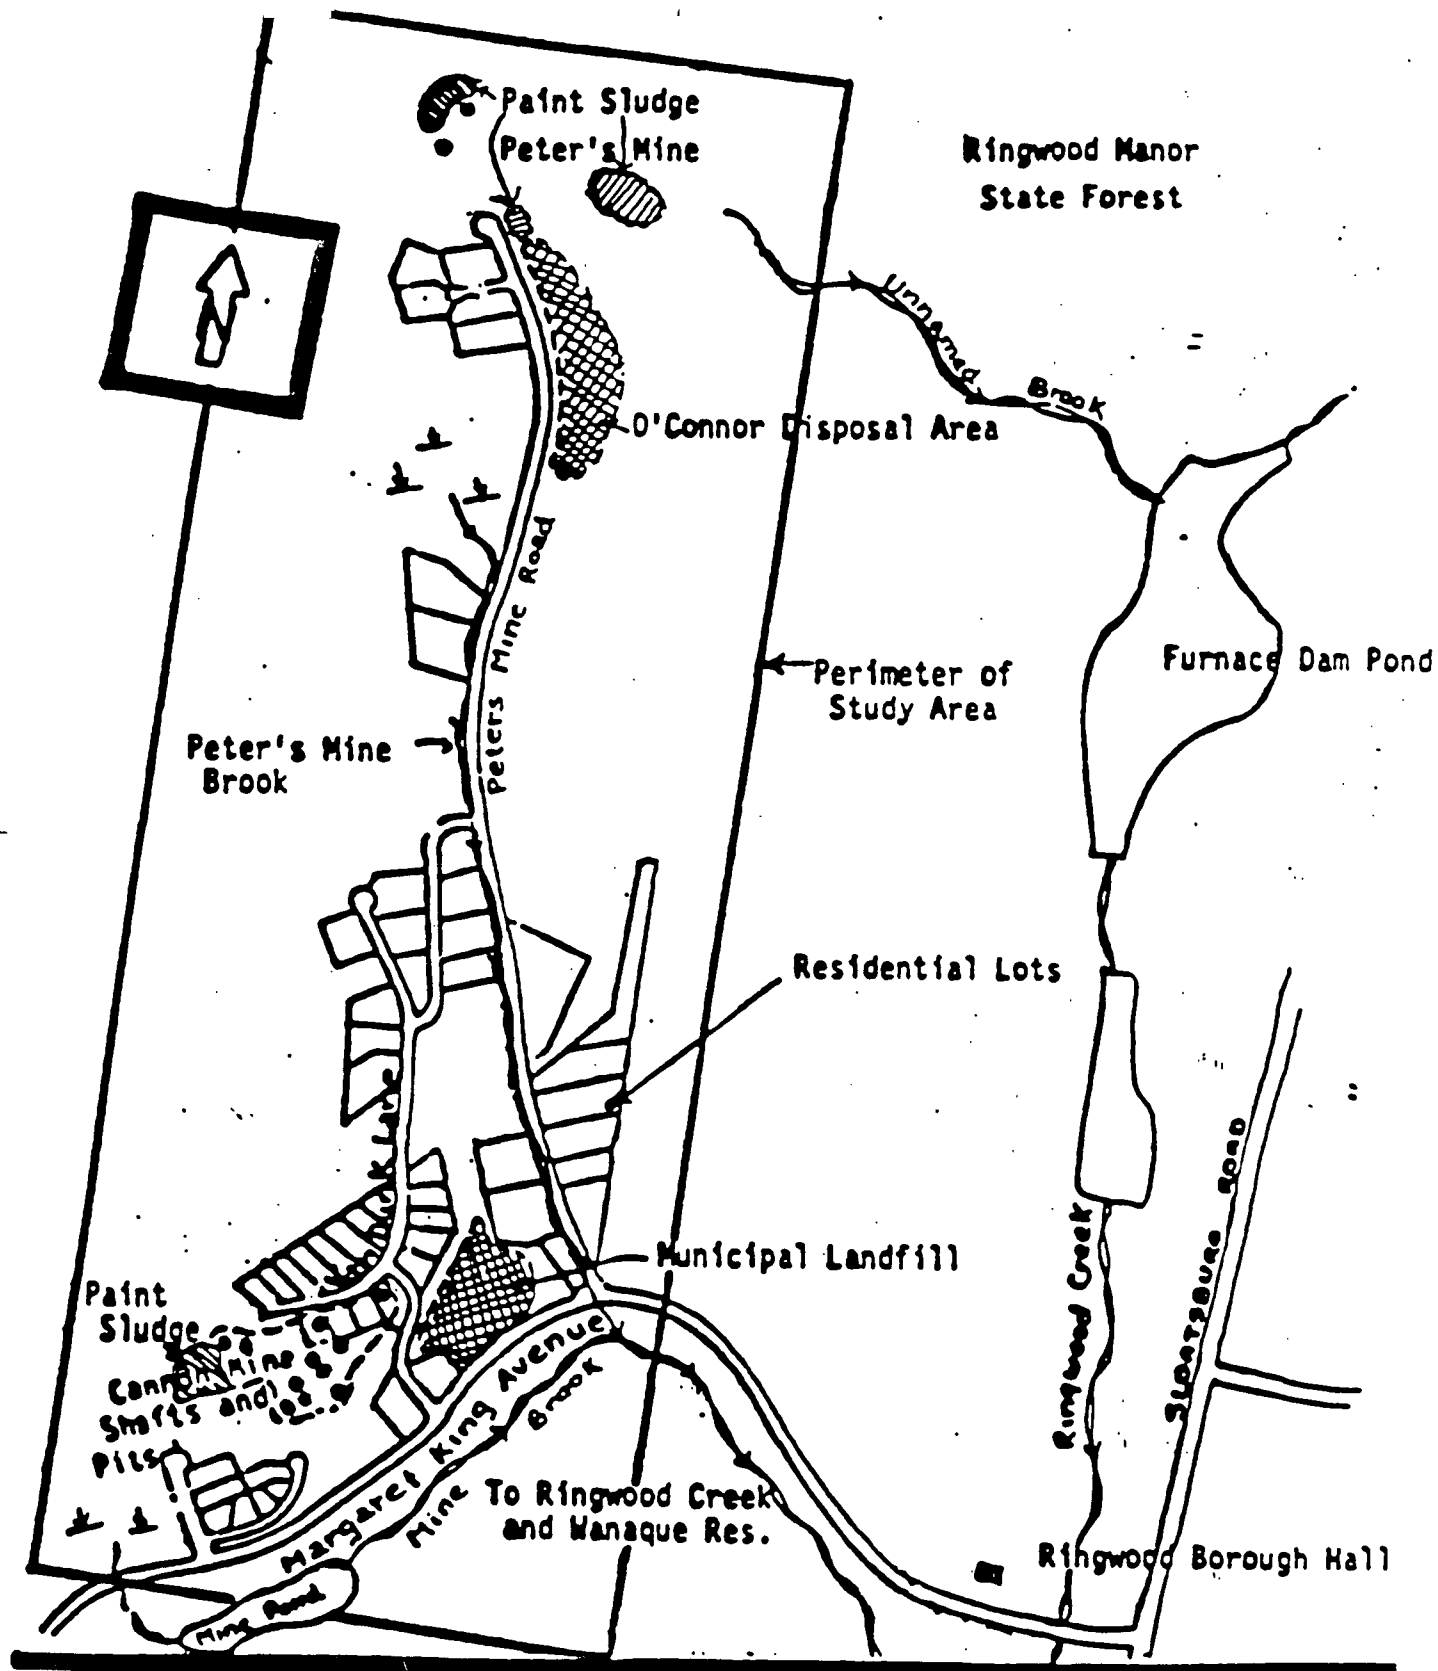 Paint Sludge
Peter's Mine
Ringwood Manor
State Forest
Unnamed Brook
O'Connor Disposal Area
Peters Mine Road
Furnace Dam Pond
Perimeter of
Study Area
Peter's Mine
Brook
Residential Lots
Lane
SLOATSBURG ROAD
Ringwood Creek
Municipal Landfill
Paint
Sludge
Cannon Mine
Shafts and
Pits
Margaret King Avenue
Mine Brook
To Ringwood Creek
and Wanaque Res.
Ringwood Borough Hall
Mine Pond